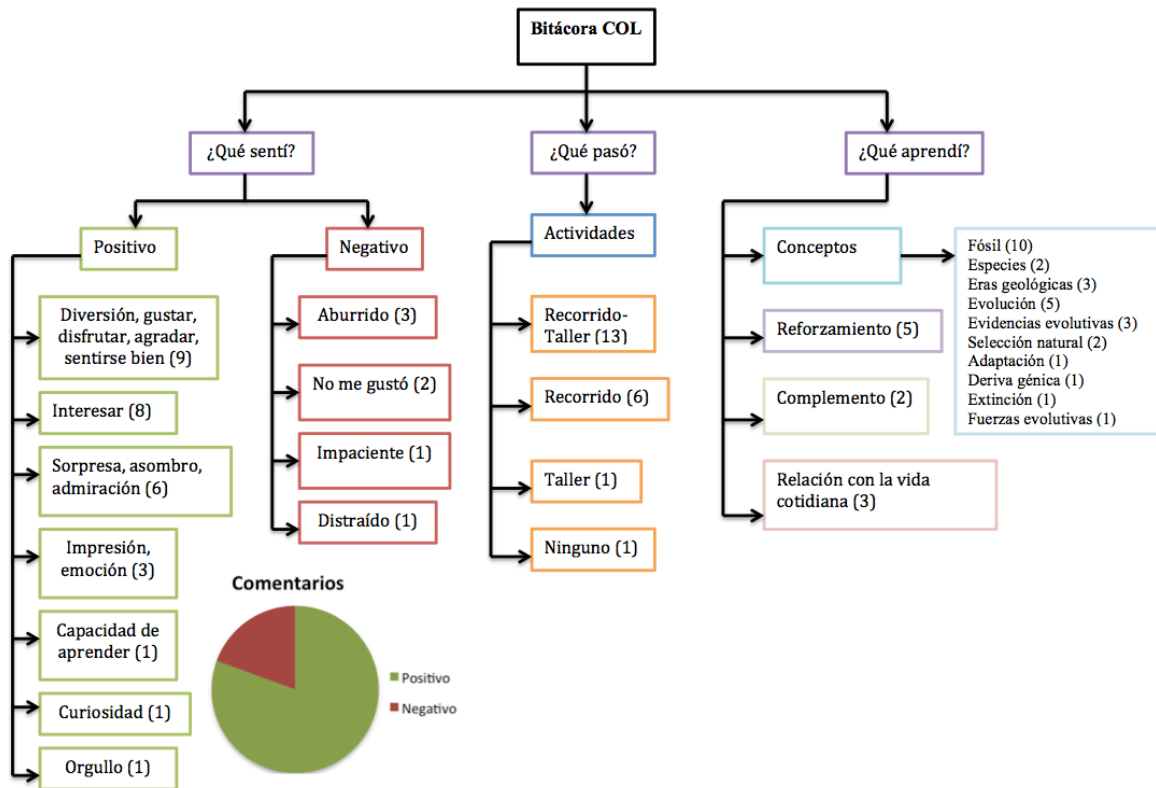 Bitácora COL
¿Qué sentí?
¿Qué pasó?
¿Qué aprendí?
Positivo
Negativo
Actividades
Conceptos
Fósil (10)
Especies (2)
Eras geológicas (3)
Evolución (5)
Evidencias evolutivas (3)
Selección natural (2)
Adaptación (1)
Deriva génica (1)
Extinción (1)
Fuerzas evolutivas (1)
Diversión, gustar,
disfrutar, agradar,
sentirse bien (9)
Interesar (8)
Sorpresa, asombro,
admiración (6)
Impresión,
emoción (3)
Capacidad de
aprender (1)
Curiosidad (1)
Orgullo (1)
Aburrido (3)
No me gustó (2)
Impaciente (1)
Distraído (1)
Recorrido-
Taller (13)
Recorrido (6)
Taller (1)
Ninguno (1)
Reforzamiento (5)
Complemento (2)
Relación con la vida
cotidiana (3)
Comentarios
Positivo
Negativo